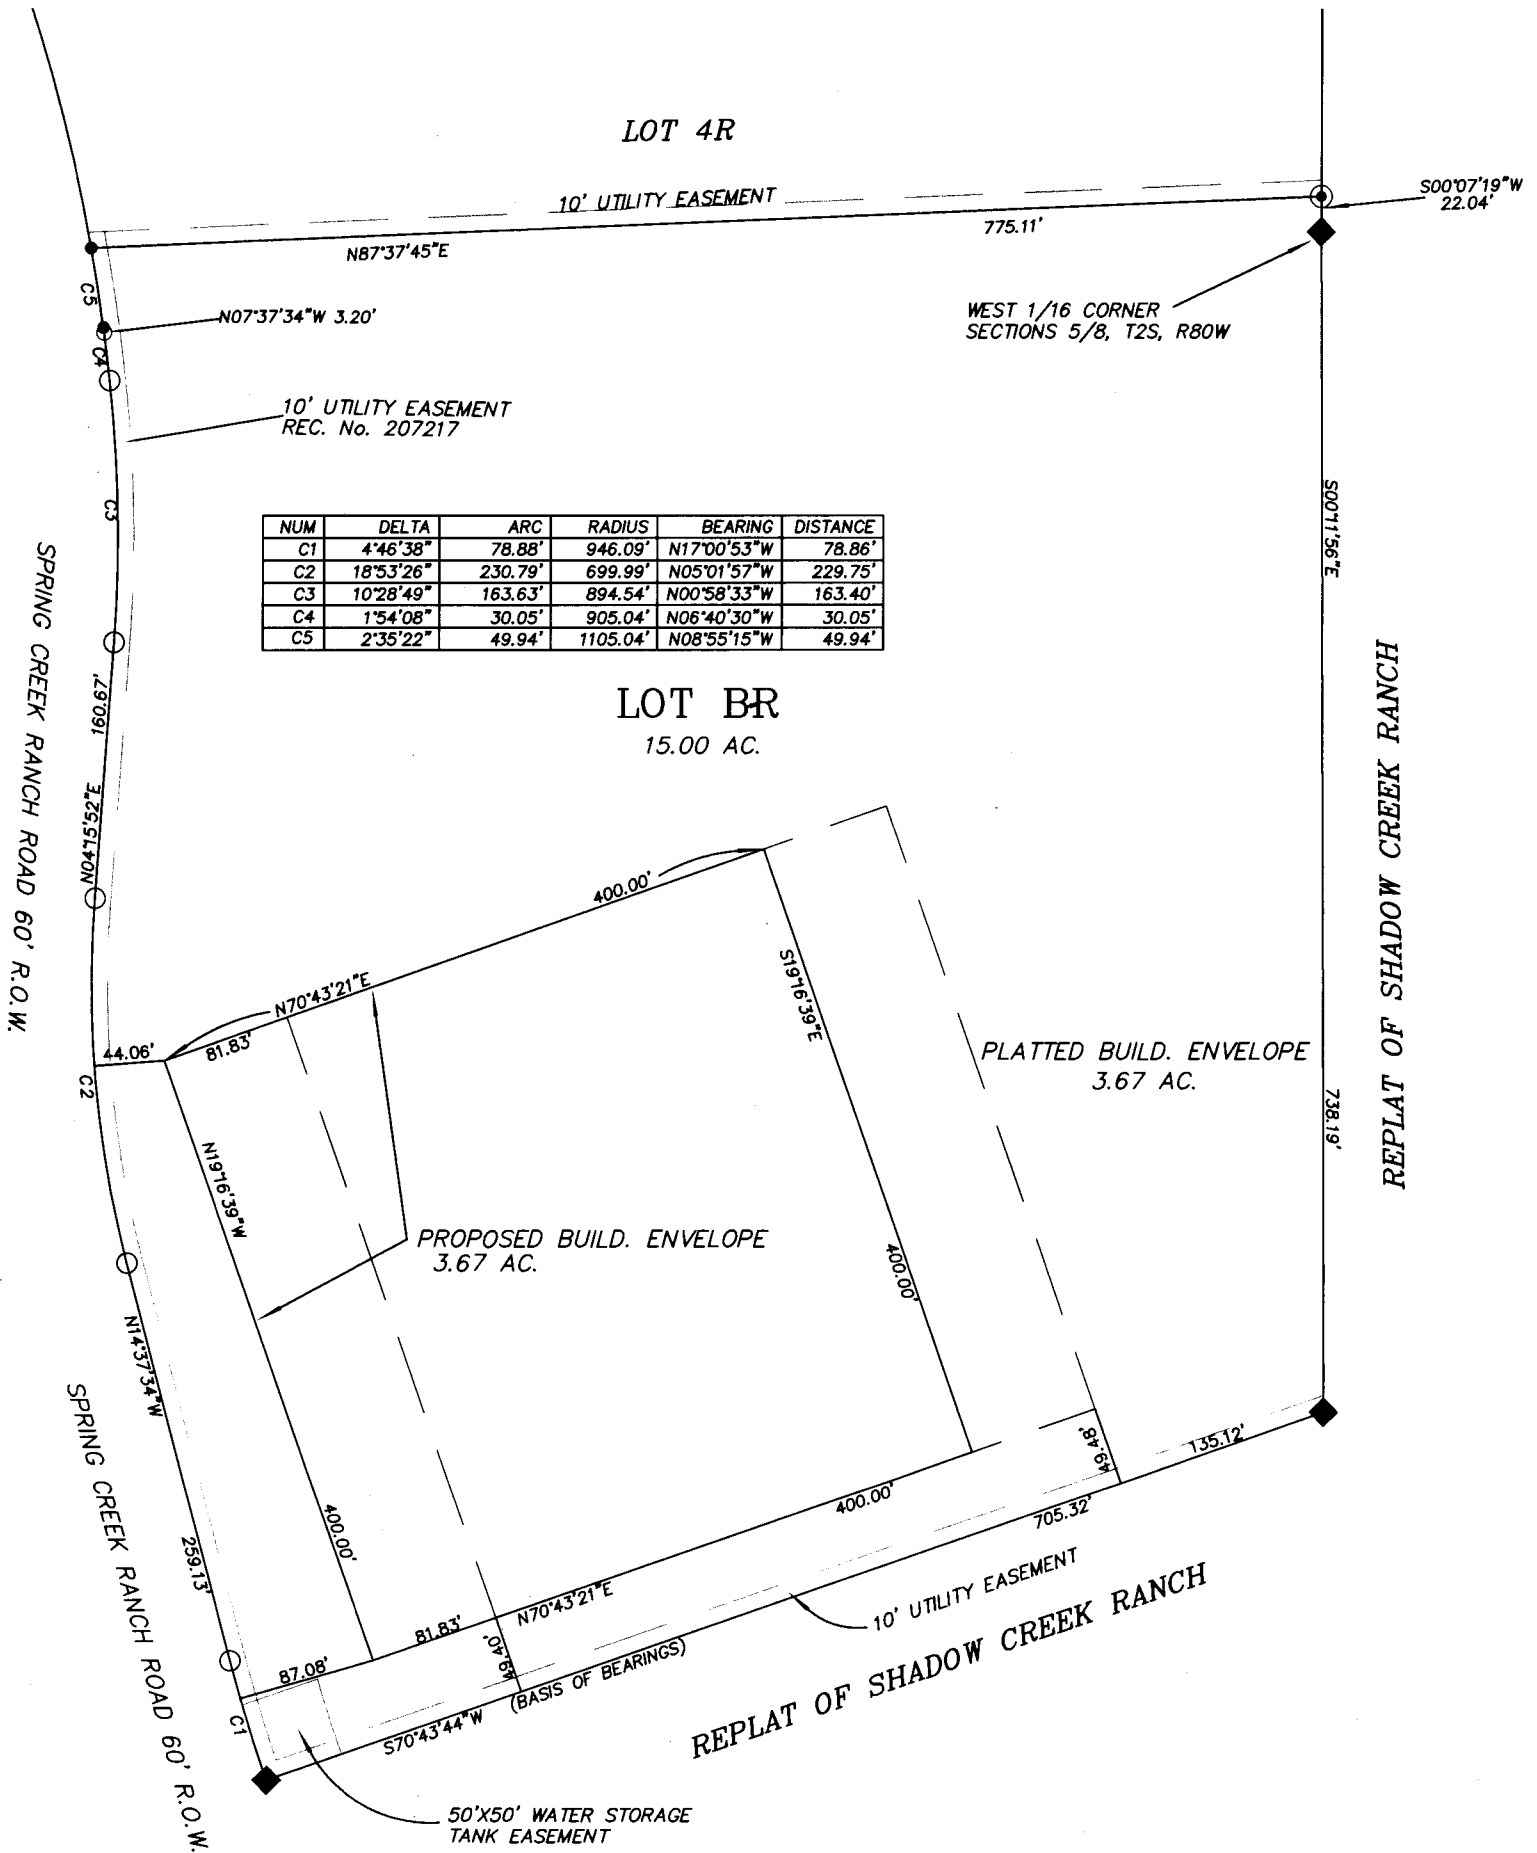 LOT 4R
10' UTILITY EASEMENT
S00°07'19"W
22.04'
775.11'
N87°37'45"E
C5
N07°37'34"W 3.20'
WEST 1/16 CORNER
SECTIONS 5/8, T2S, R80W
C4
10' UTILITY EASEMENT
REC. No. 207217
C3
S00°11'56"E
NUM DELTA ARC RADIUS BEARING DISTANCE
C1 4°46'38" 78.88' 946.09' N17°00'53"W 78.86'
C2 18°53'26" 230.79' 699.99' N05°01'57"W 229.75'
C3 10°28'49" 163.63' 894.54' N00°58'33"W 163.40'
C4 1°54'08" 30.05' 905.04' N06°40'30"W 30.05'
C5 2°35'22" 49.94' 1105.04' N08°55'15"W 49.94'
SPRING CREEK RANCH ROAD 60' R.O.W.
160.67'
N04°15'52"E
LOT BR
15.00 AC.
REPLAT OF SHADOW CREEK RANCH
400.00'
N70°43'21"E
S19°16'39"E
44.06'
81.83'
C2
PLATTED BUILD. ENVELOPE
3.67 AC.
738.19'
N19°16'39"W
PROPOSED BUILD. ENVELOPE
3.67 AC.
400.00'
N14°37'34"W
SPRING CREEK RANCH ROAD 60' R.O.W.
259.13'
400.00'
49.48'
135.12'
400.00'
705.32'
N70°43'21"E
81.83'
49.40'
87.08'
10' UTILITY EASEMENT
C1
S70°43'44"W
(BASIS OF BEARINGS)
REPLAT OF SHADOW CREEK RANCH
50'X50' WATER STORAGE
TANK EASEMENT